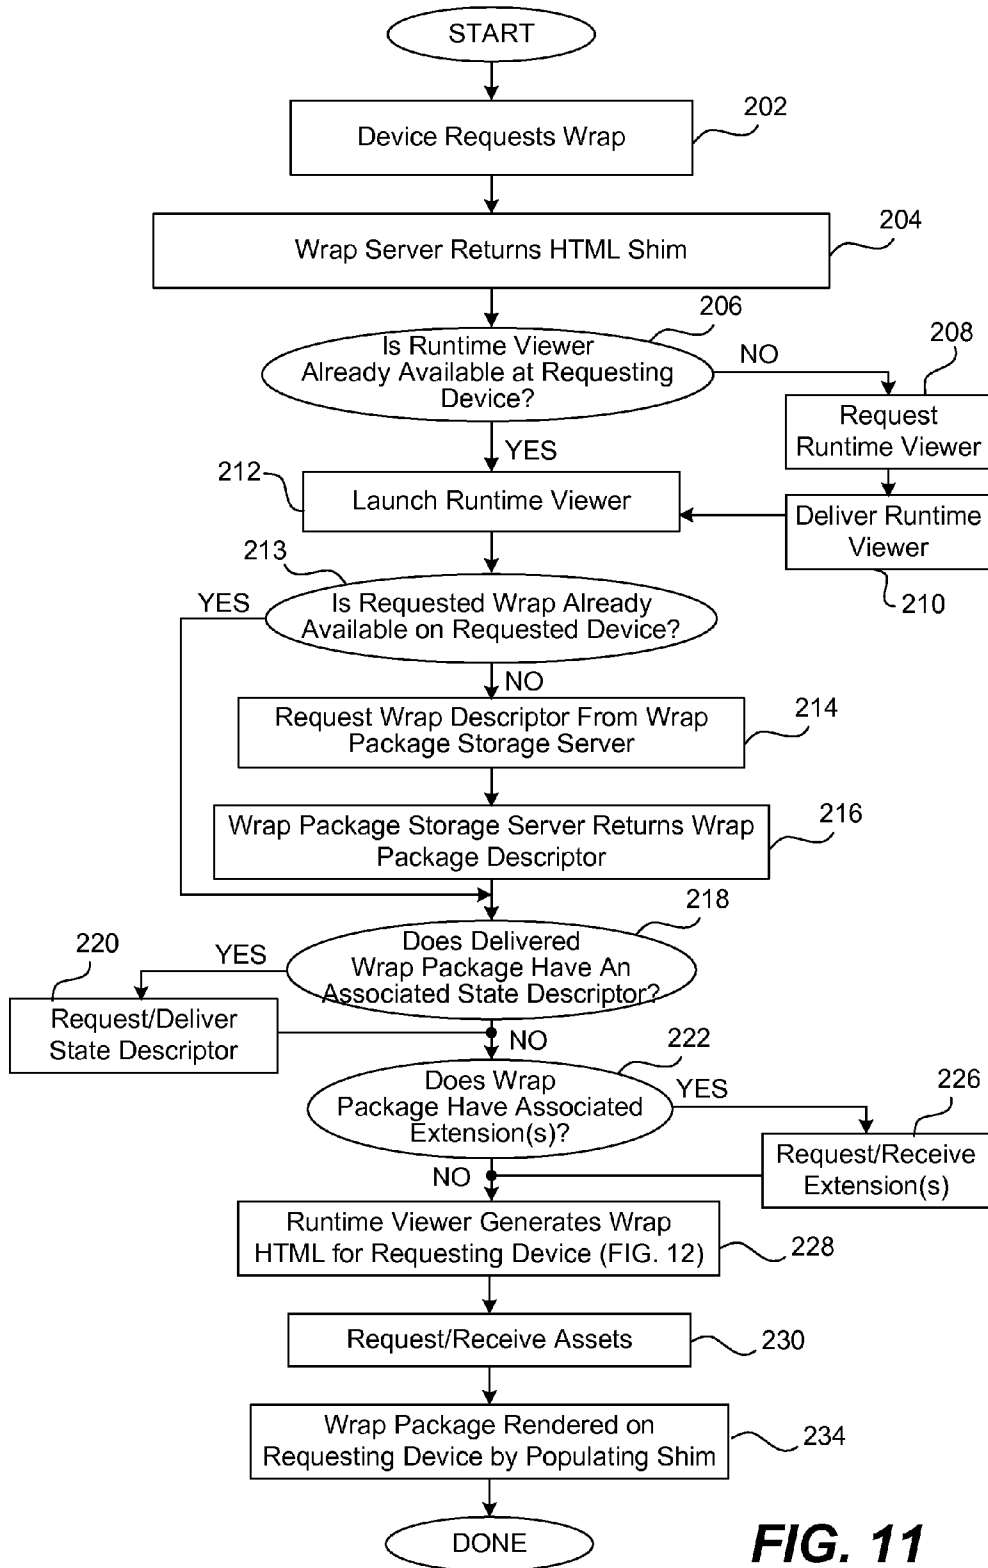 START
202
Device Requests Wrap
204
Wrap Server Returns HTML Shim
206
Is Runtime Viewer
Already Available at Requesting
Device?
NO
208
Request
Runtime Viewer
YES
212
Launch Runtime Viewer
Deliver Runtime
Viewer
210
213
YES
Is Requested Wrap Already
Available on Requested Device?
NO
Request Wrap Descriptor From Wrap
Package Storage Server
214
216
Wrap Package Storage Server Returns Wrap
Package Descriptor
218
Does Delivered
Wrap Package Have An
Associated State Descriptor?
YES
220
Request/Deliver
State Descriptor
NO
222
Does Wrap
Package Have Associated
Extension(s)?
YES
226
Request/Receive
Extension(s)
NO
Runtime Viewer Generates Wrap
HTML for Requesting Device (FIG. 12)
228
Request/Receive Assets
230
Wrap Package Rendered on
Requesting Device by Populating Shim
234
DONE
FIG. 11